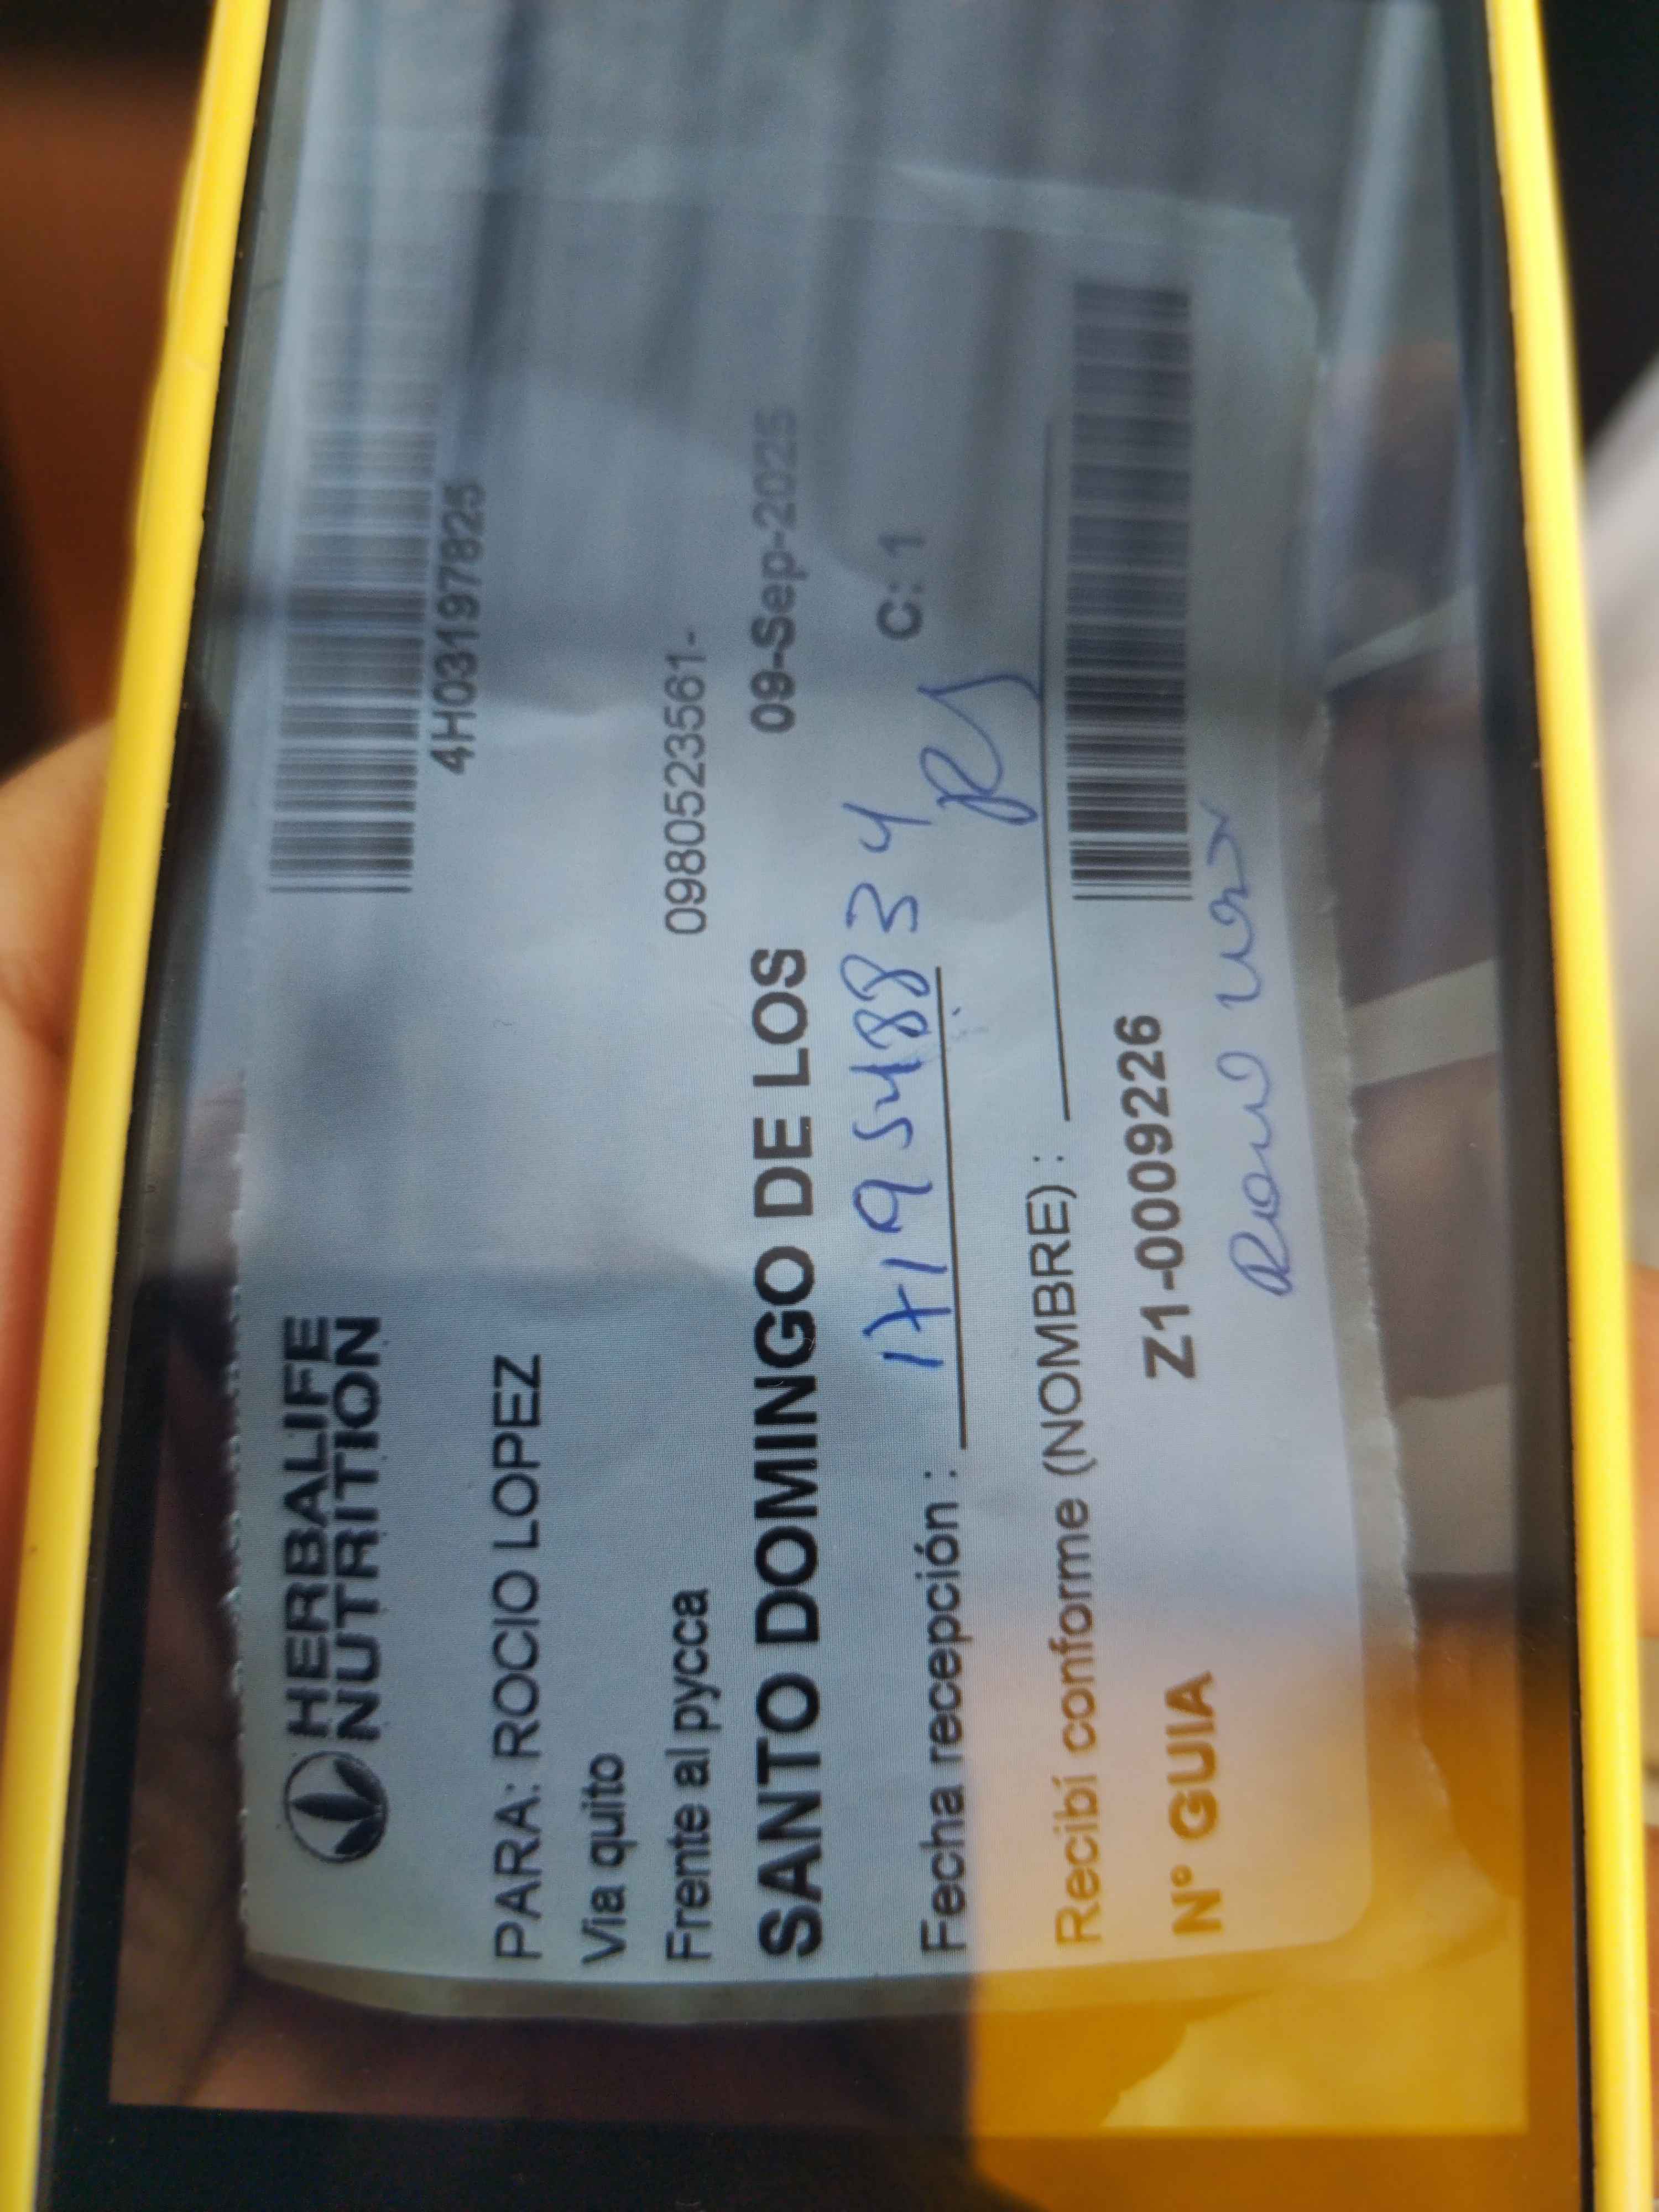 HERBALIFE
NUTRITION
4H03197825
PARA: ROCIO LOPEZ
Via quito
Frente al pycca 0980523561-
SANTO DOMINGO DE LOS 09-Sep-2025
1719548834 C: 1
Fecha recepción :
Recibí conforme (NOMBRE) :
N° GUIA Z1-0009226